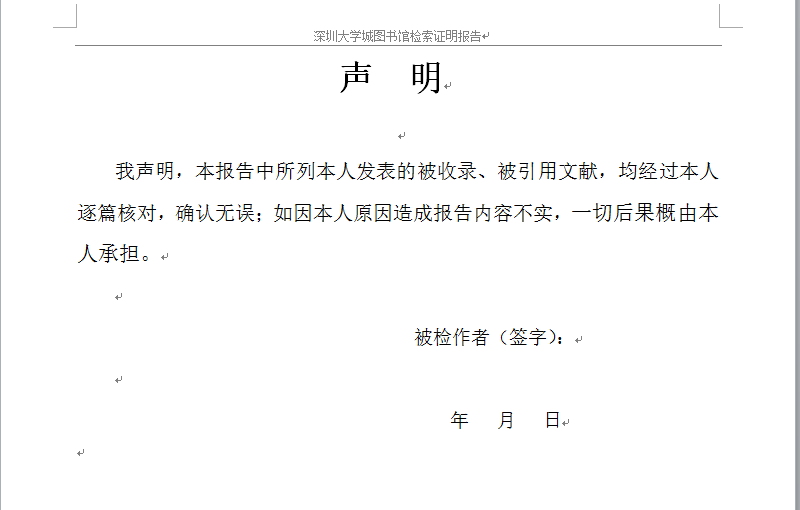 深圳大学城图书馆检索证明报告
声 明
我声明，本报告中所列本人发表的被收录、被引用文献，均经过本人
逐篇核对，确认无误；如因本人原因造成报告内容不实，一切后果概由本
人承担。
被检作者（签字）：
年 月 日